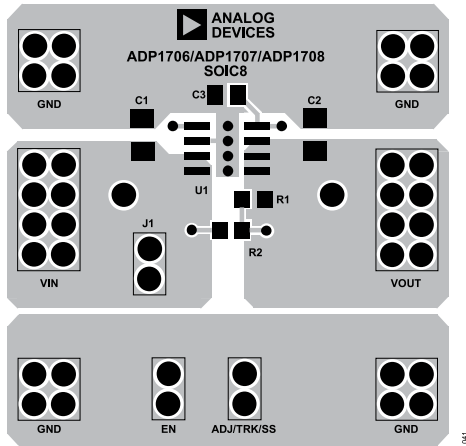 ANALOG
DEVICES
ADP1706/ADP1707/ADP1708
SOIC8
GND
C1
C3
C2
GND
U1
R1
J1
R2
VIN
VOUT
GND
EN
ADJ/TRK/SS
GND
041